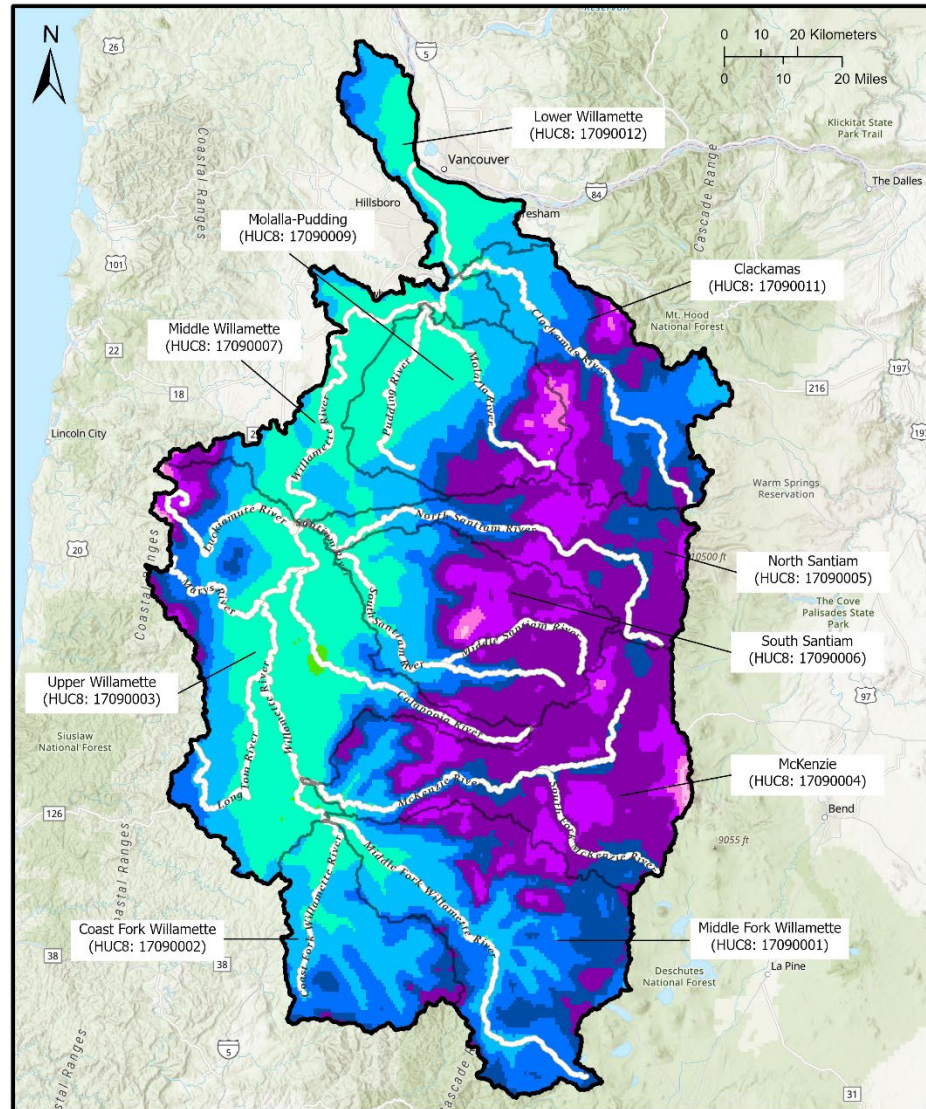 N
0 10 20 Kilometers
0 10 20 Miles
26
5
Lower Willamette
(HUC8: 17090012)
Klickitat State
Park Trail
Coastal Ranges
Vancouver
The Dalles
84
Hillsboro
Cascade Range
Molalla-Pudding
(HUC8: 17090009)
Clackamas
(HUC8: 17090011)
101
Mt. Hood
National Forest
Middle Willamette
(HUC8: 17090007)
Clackamas River
22
197
18
216
Pudding River
Molalla River
Lincoln City
Willamette River
Warm Springs
Reservation
Luckiamute River
Santiam River
North Santiam River
20
Coastal Ranges
10500 ft
North Santiam
(HUC8: 17090005)
Marys River
South Santiam River
The Cove
Palisades State
Park
Middle Santiam River
South Santiam
(HUC8: 17090006)
Upper Willamette
(HUC8: 17090003)
Calapooia River
97
Siuslaw
National Forest
Willamette River
Long Tom River
McKenzie
(HUC8: 17090004)
McKenzie River
Bend
126
South Fork McKenzie River
9055 ft
Coastal Ranges
Middle Fork Willamette River
Coast Fork Willamette River
Coast Fork Willamette
(HUC8: 17090002)
Middle Fork Willamette
(HUC8: 17090001)
38
38
Deschutes
National Forest
La Pine
5
31